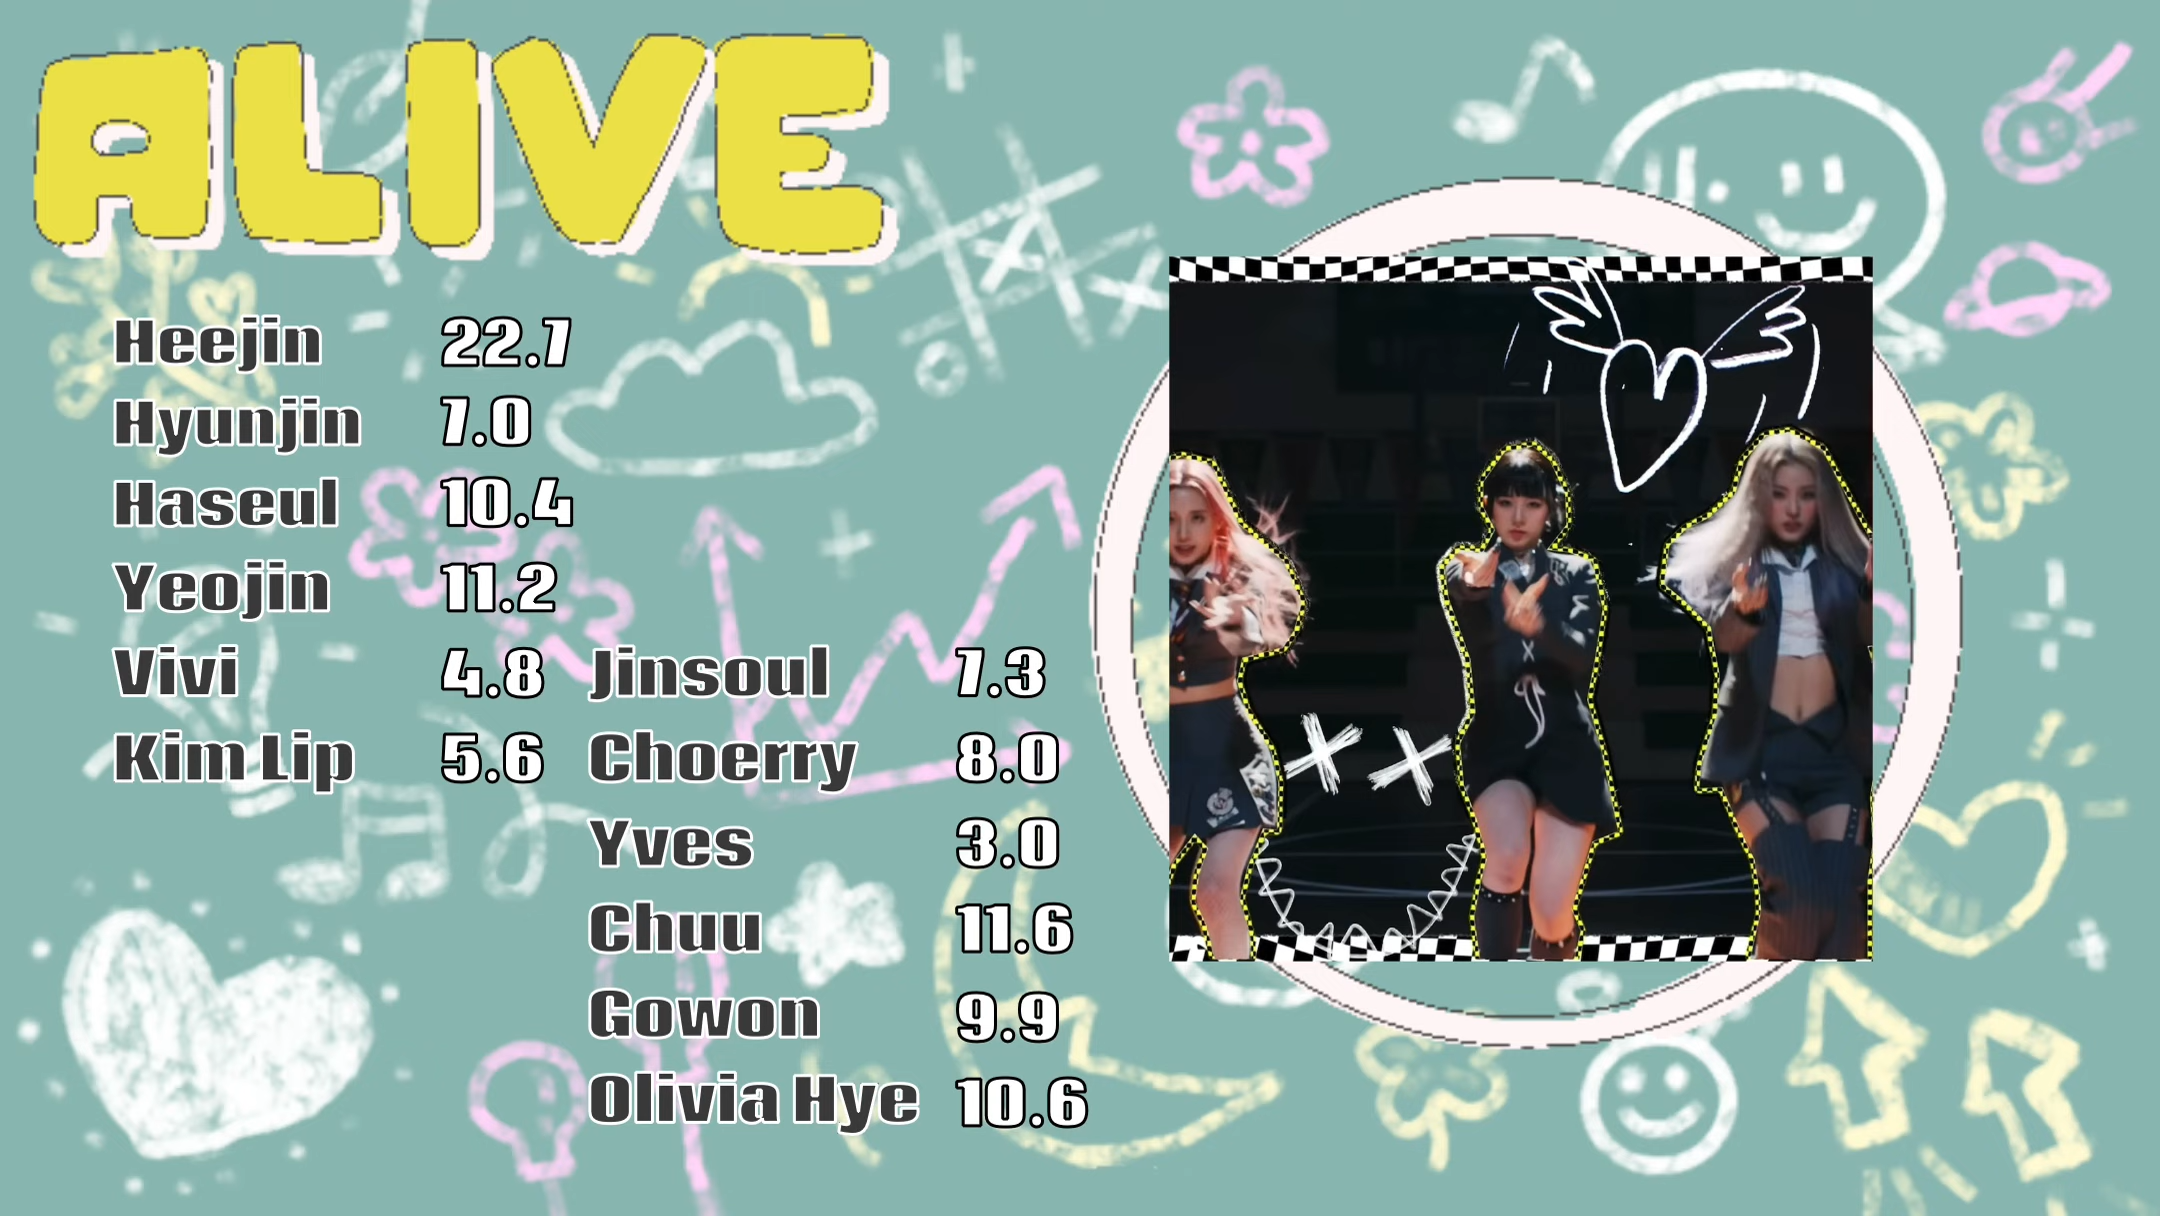 ALIVE
Heejin 22.7
Hyunjin 7.0
Haseul 10.4
Yeojin 11.2
Vivi 4.8
Kim Lip 5.6
Jinsoul 7.3
Choerry 8.0
Yves 3.0
Chuu 11.6
Gowon 9.9
Olivia Hye 10.6